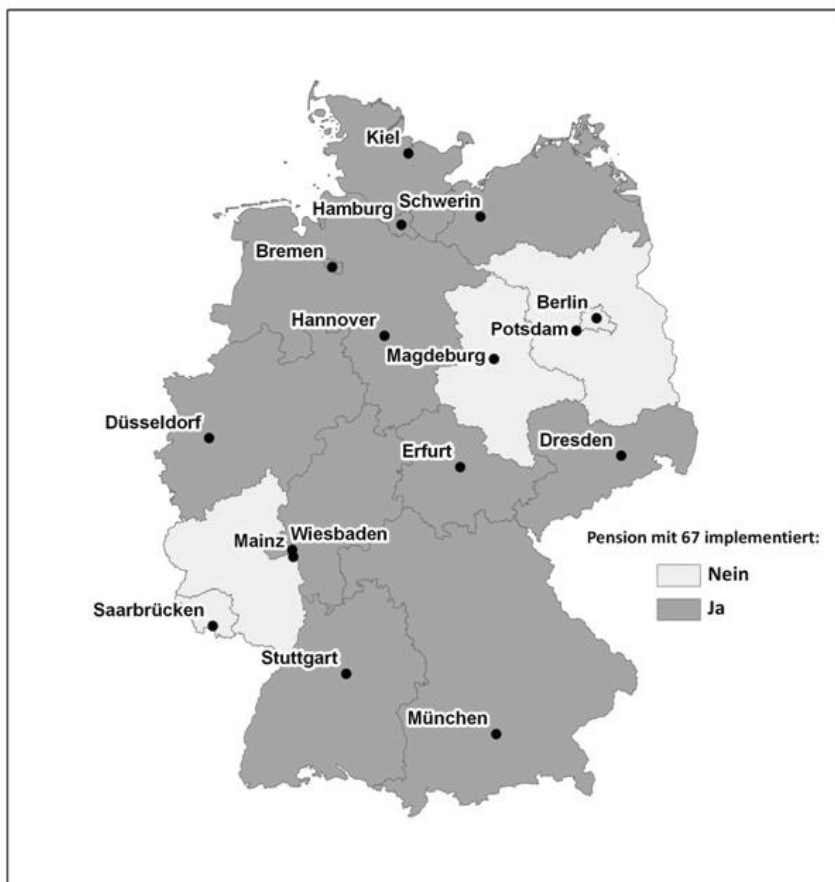 Kiel
Schwerin
Hamburg
Bremen
Berlin
Hannover
Potsdam
Magdeburg
Düsseldorf
Erfurt
Dresden
Pension mit 67 implementiert:
Mainz
Wiesbaden
Nein
Saarbrücken
Ja
Stuttgart
München